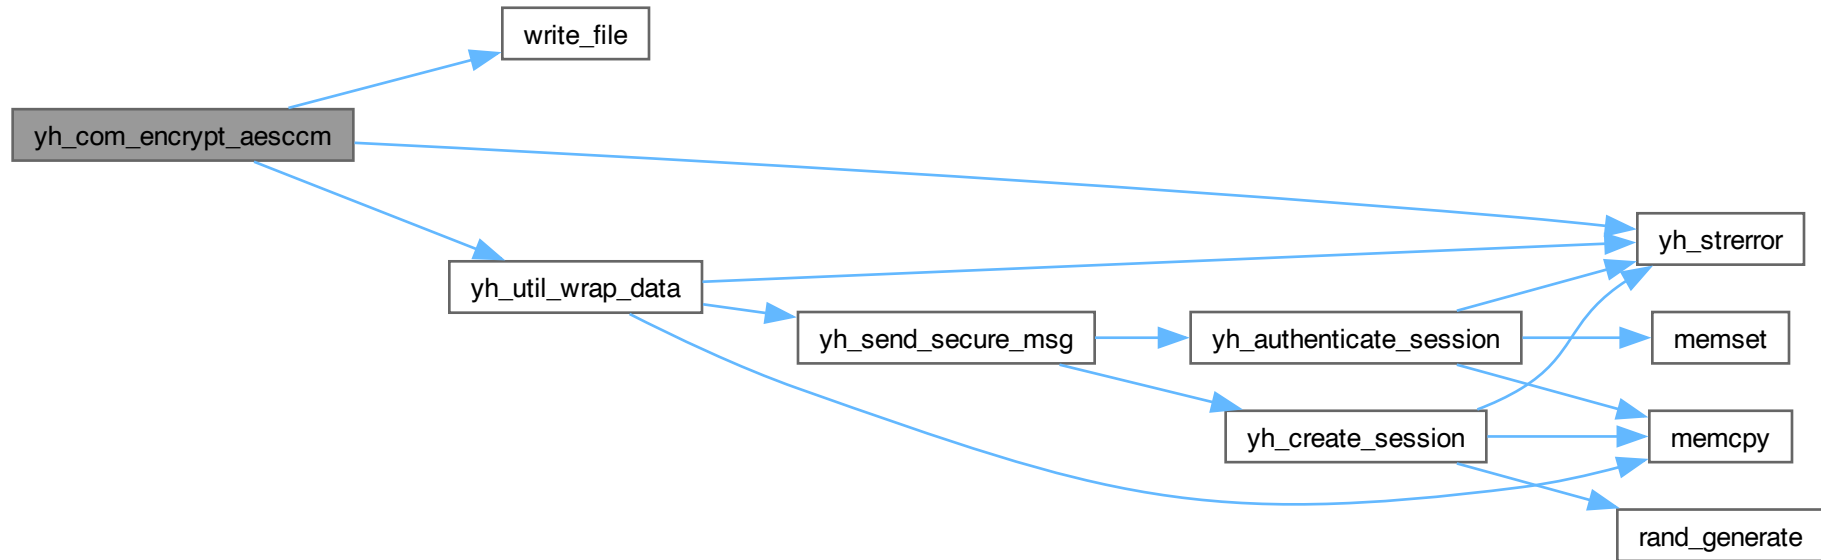 write_file
yh_com_encrypt_aesccm
yh_strerror
yh_util_wrap_data
yh_send_secure_msg
yh_authenticate_session
memset
yh_create_session
memcpy
rand_generate